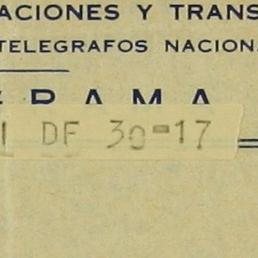 ACIONES Y TRANS
TELEGRAFOS NACION
RAMA
DF 30=17